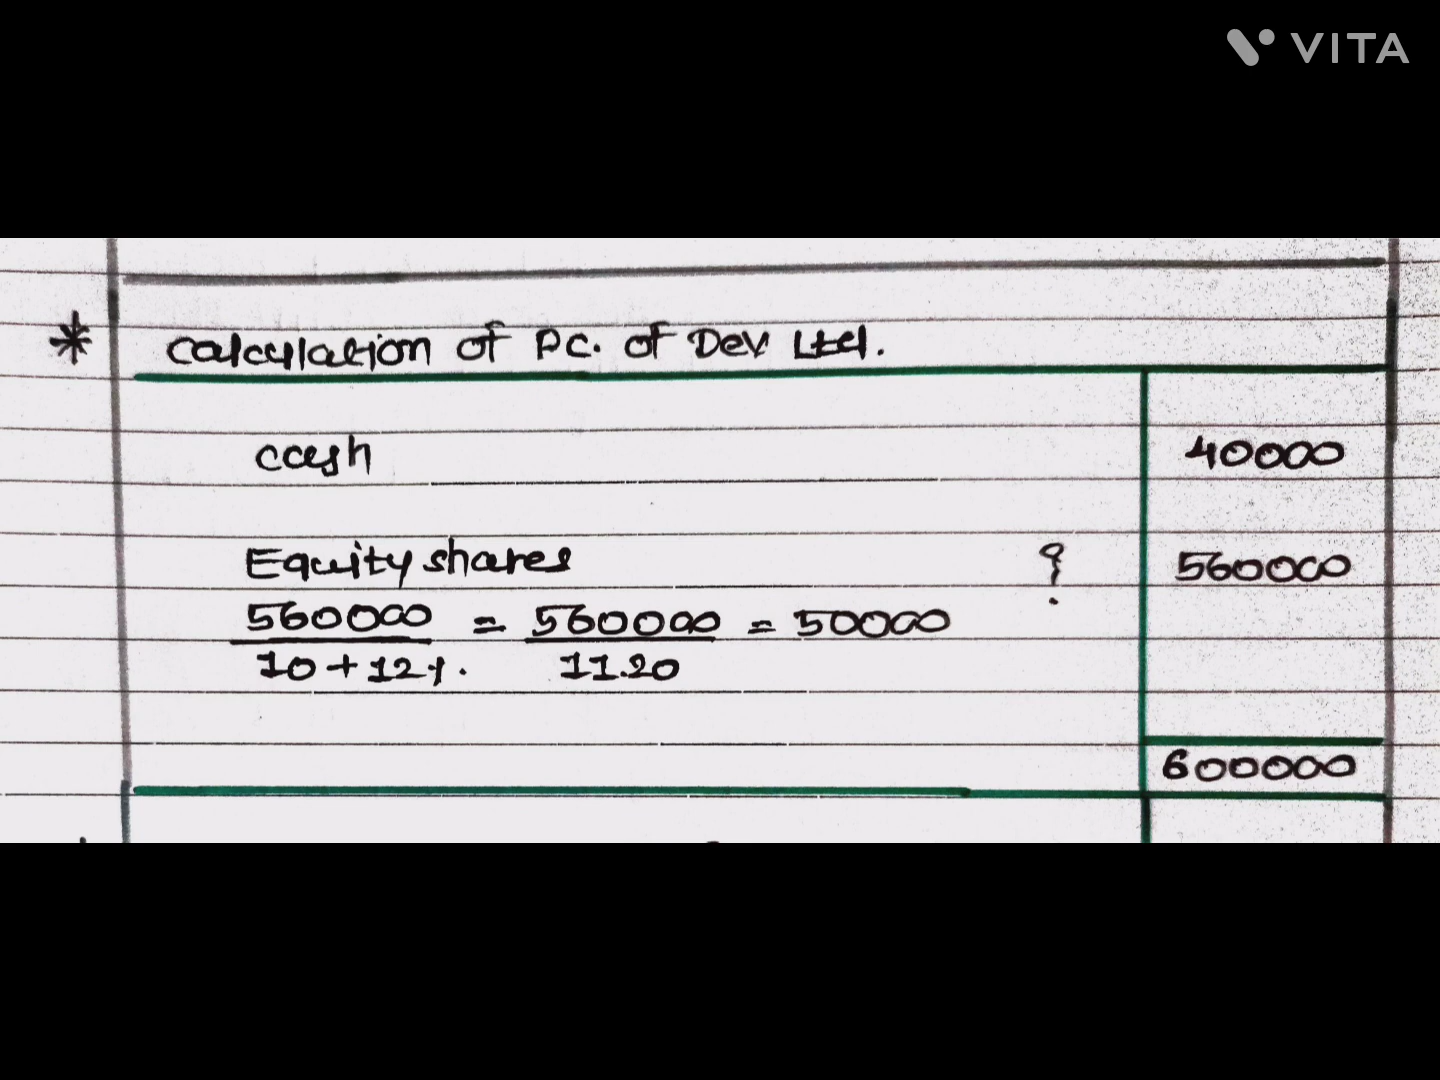 VITA
* Calculation of P.C. of Dev Ltd.
cash 40000
Equity shares ? 560000
560000 = 560000 = 50000
10 + 12%. 11.20
600000